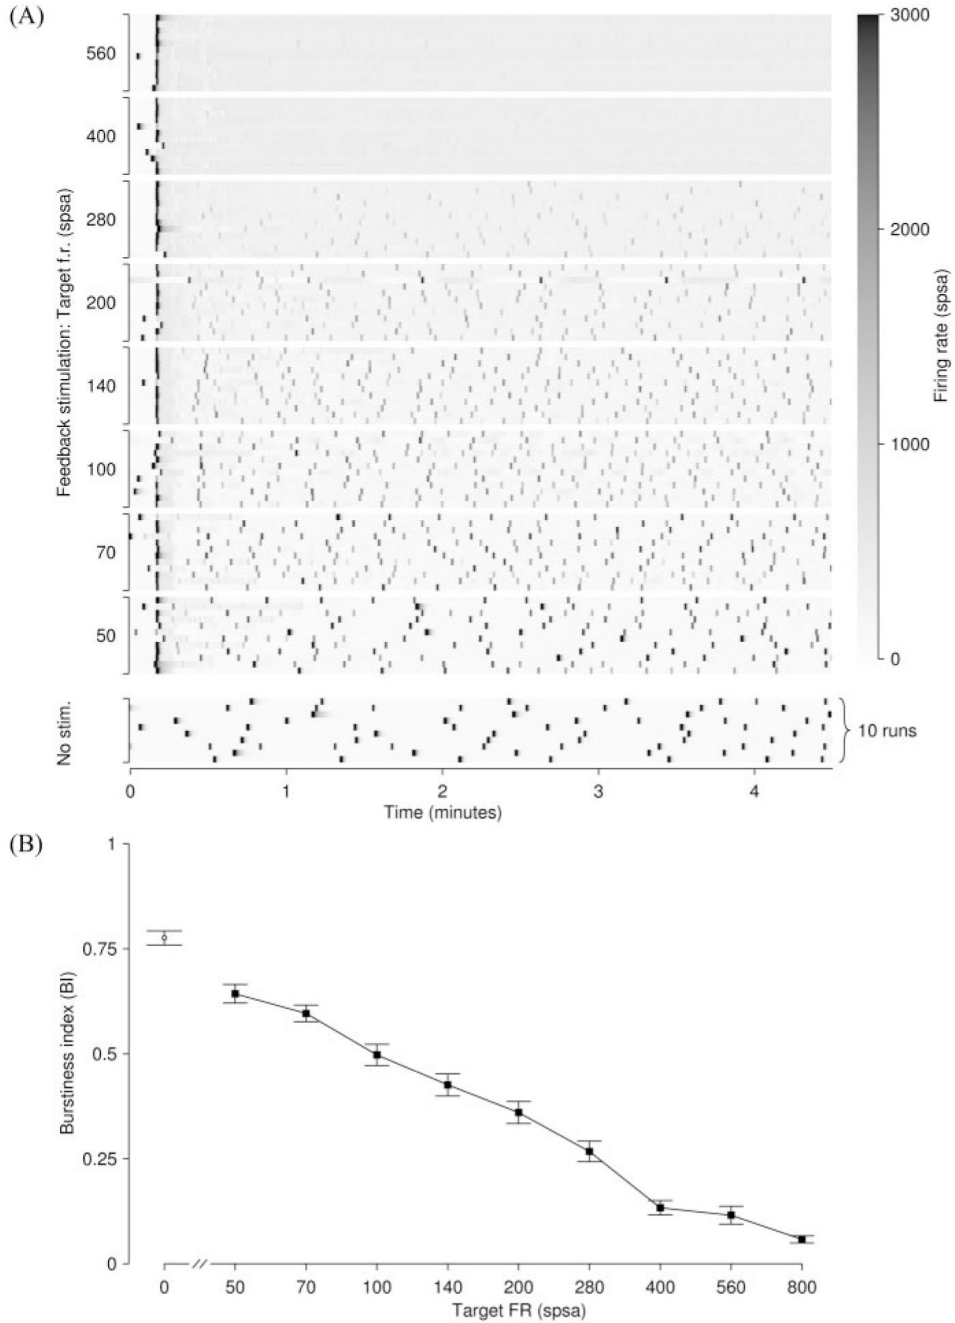 (A)
3000
2000
1000
0
Firing rate (spsa)
Feedback stimulation: Target f.r. (spsa)
560
400
280
200
140
100
70
50
No stim.
10 runs
0 1 2 3 4
Time (minutes)
(B)
1
0.75
0.5
0.25
0
Burstiness index (BI)
0 // 50 70 100 140 200 280 400 560 800
Target FR (spsa)